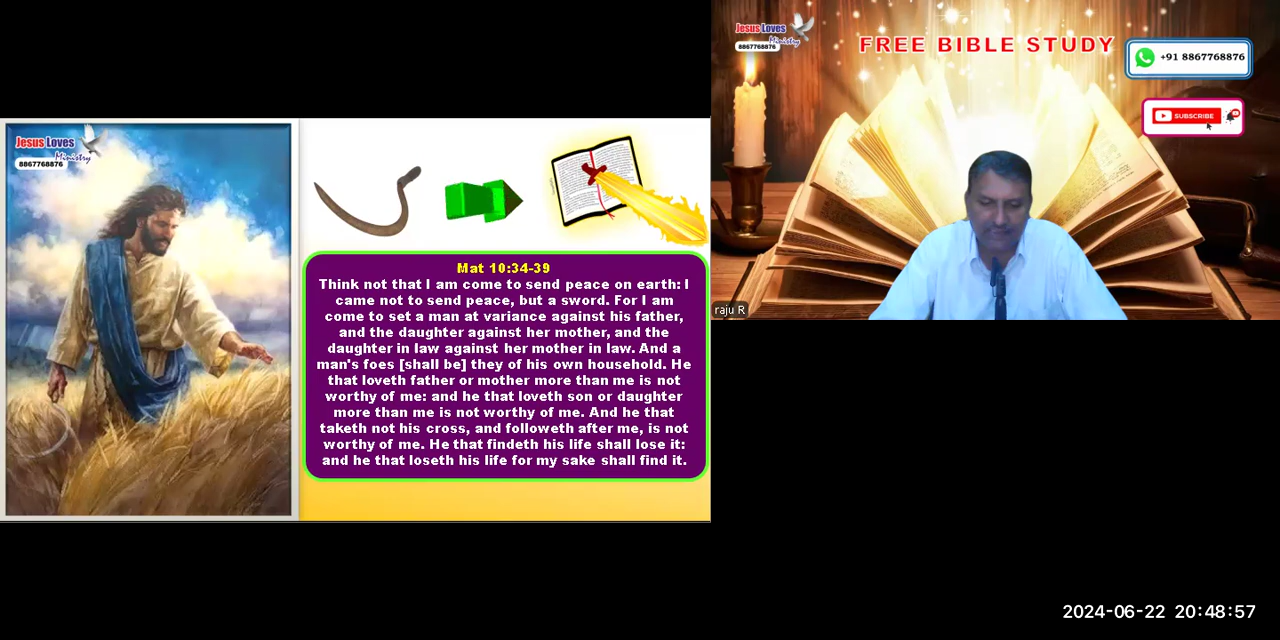 Jesus Loves
Ministry
8867768876
Mat 10:34-39
Think not that I am come to send peace on earth: I
came not to send peace, but a sword. For I am
come to set a man at variance against his father,
and the daughter against her mother, and the
daughter in law against her mother in law. And a
man's foes [shall be] they of his own household. He
that loveth father or mother more than me is not
worthy of me: and he that loveth son or daughter
more than me is not worthy of me. And he that
taketh not his cross, and followeth after me, is not
worthy of me. He that findeth his life shall lose it:
and he that loseth his life for my sake shall find it.
Jesus Loves
Ministry
8867768876
FREE BIBLE STUDY
+91 8867768876
SUBSCRIBE
raju R
2024-06-22 20:48:57